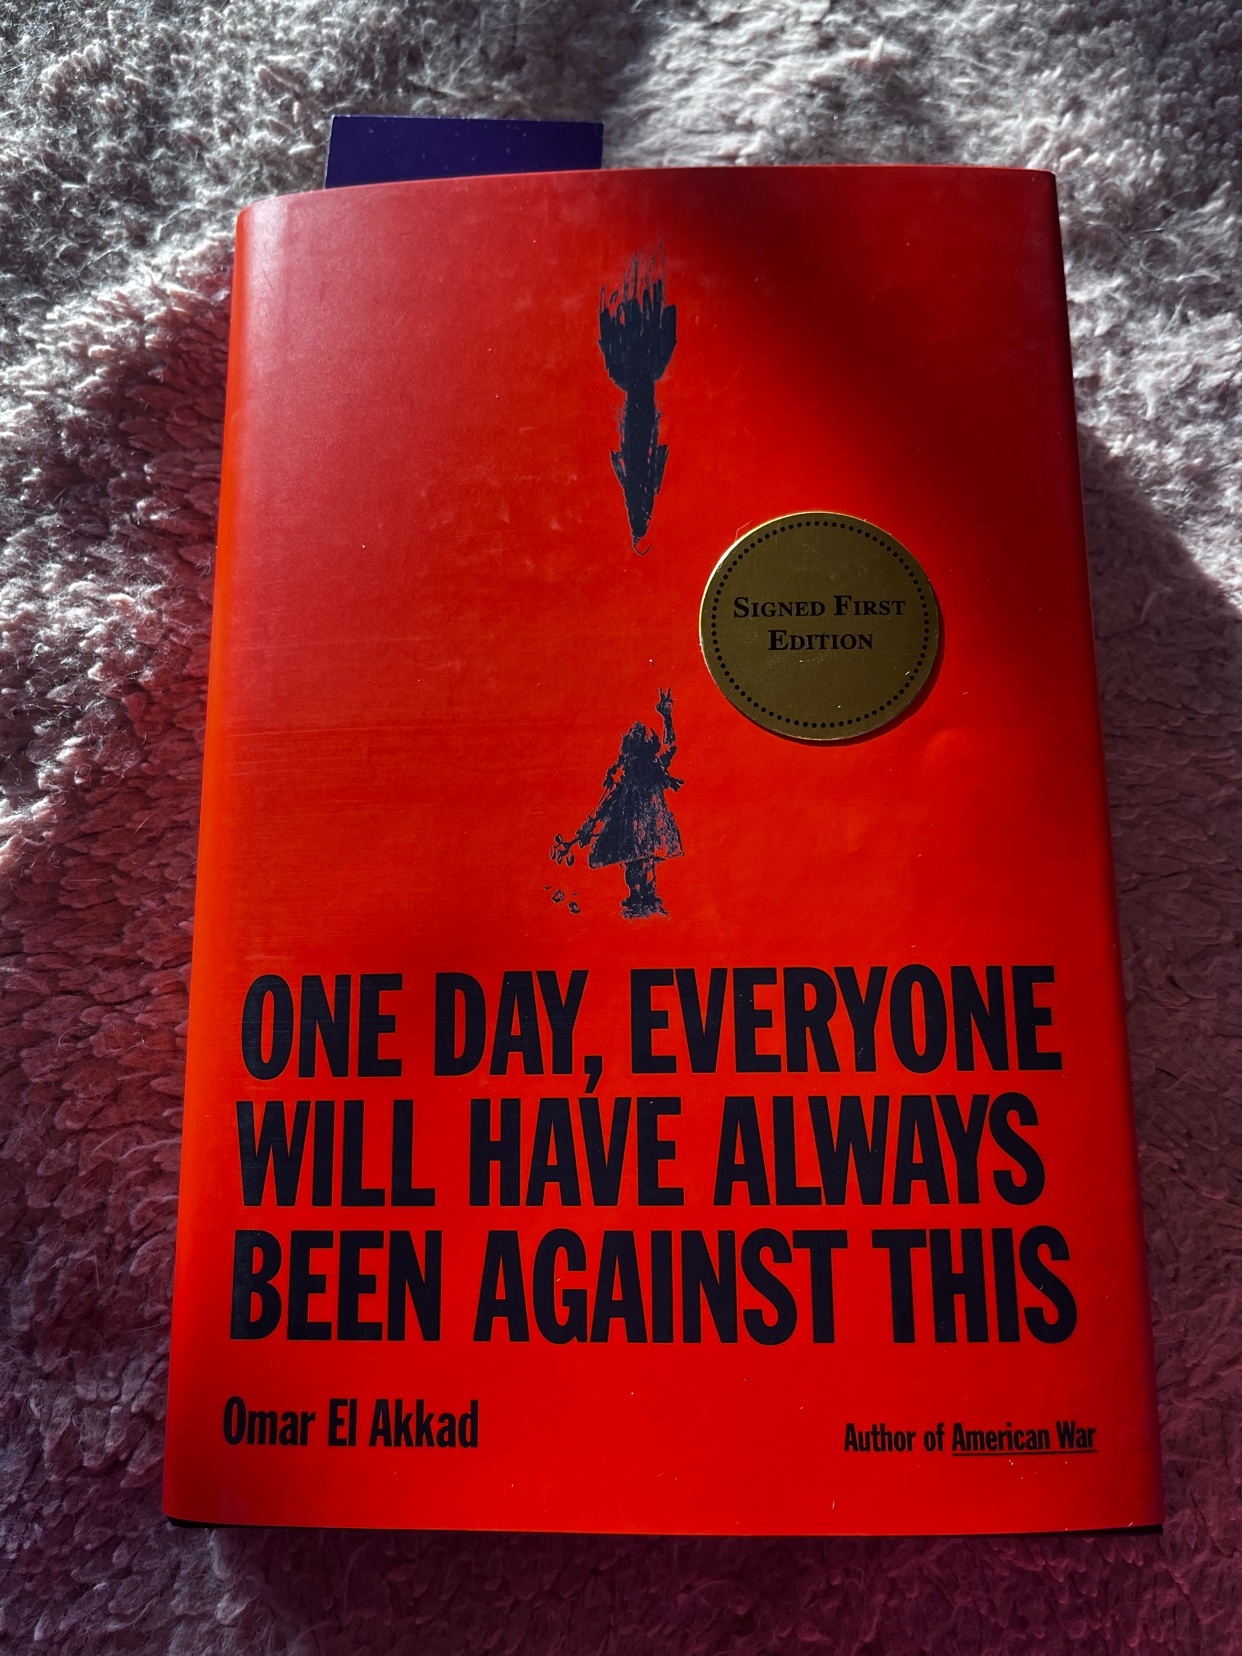 SIGNED FIRST
EDITION
ONE DAY, EVERYONE
WILL HAVE ALWAYS
BEEN AGAINST THIS
Omar El Akkad
Author of American War